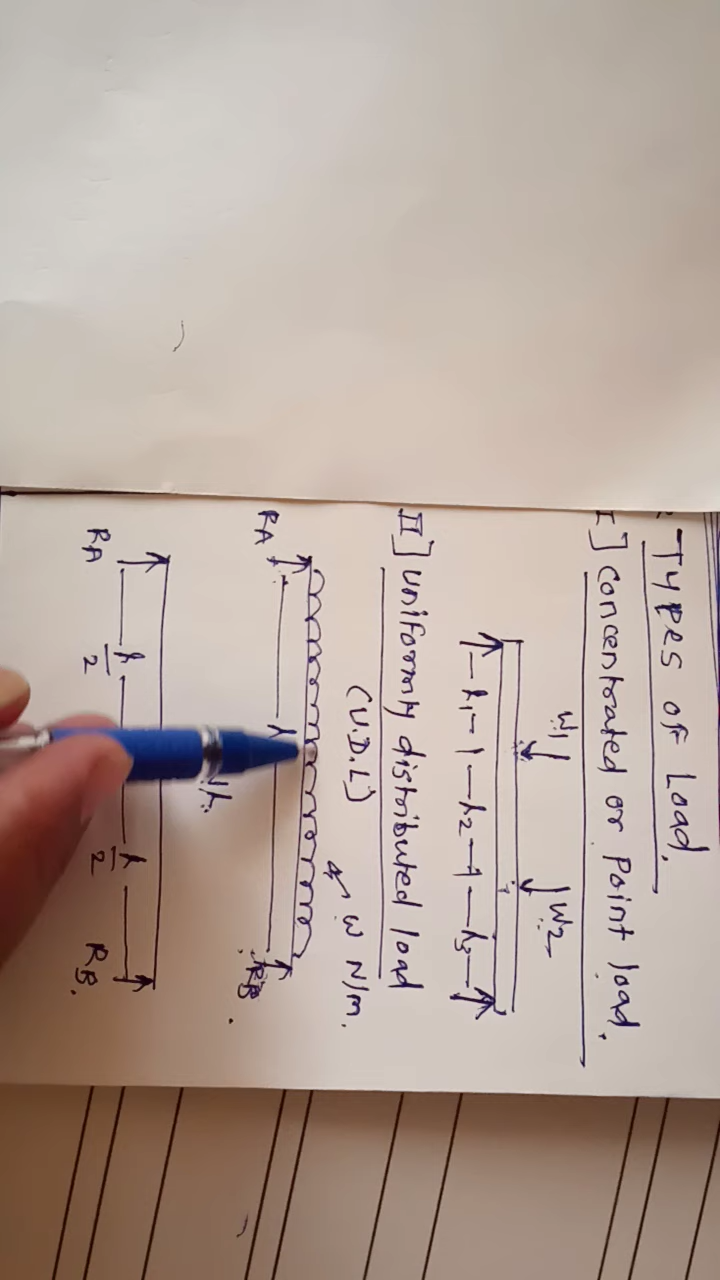 Types of Load.
I] Concentrated or Point load.
W1 W2
l1 l2 l3
II] Uniformly distributed load
(U.D.L)
W N/m.
RA l RB
l/2 l/2
RA RB.